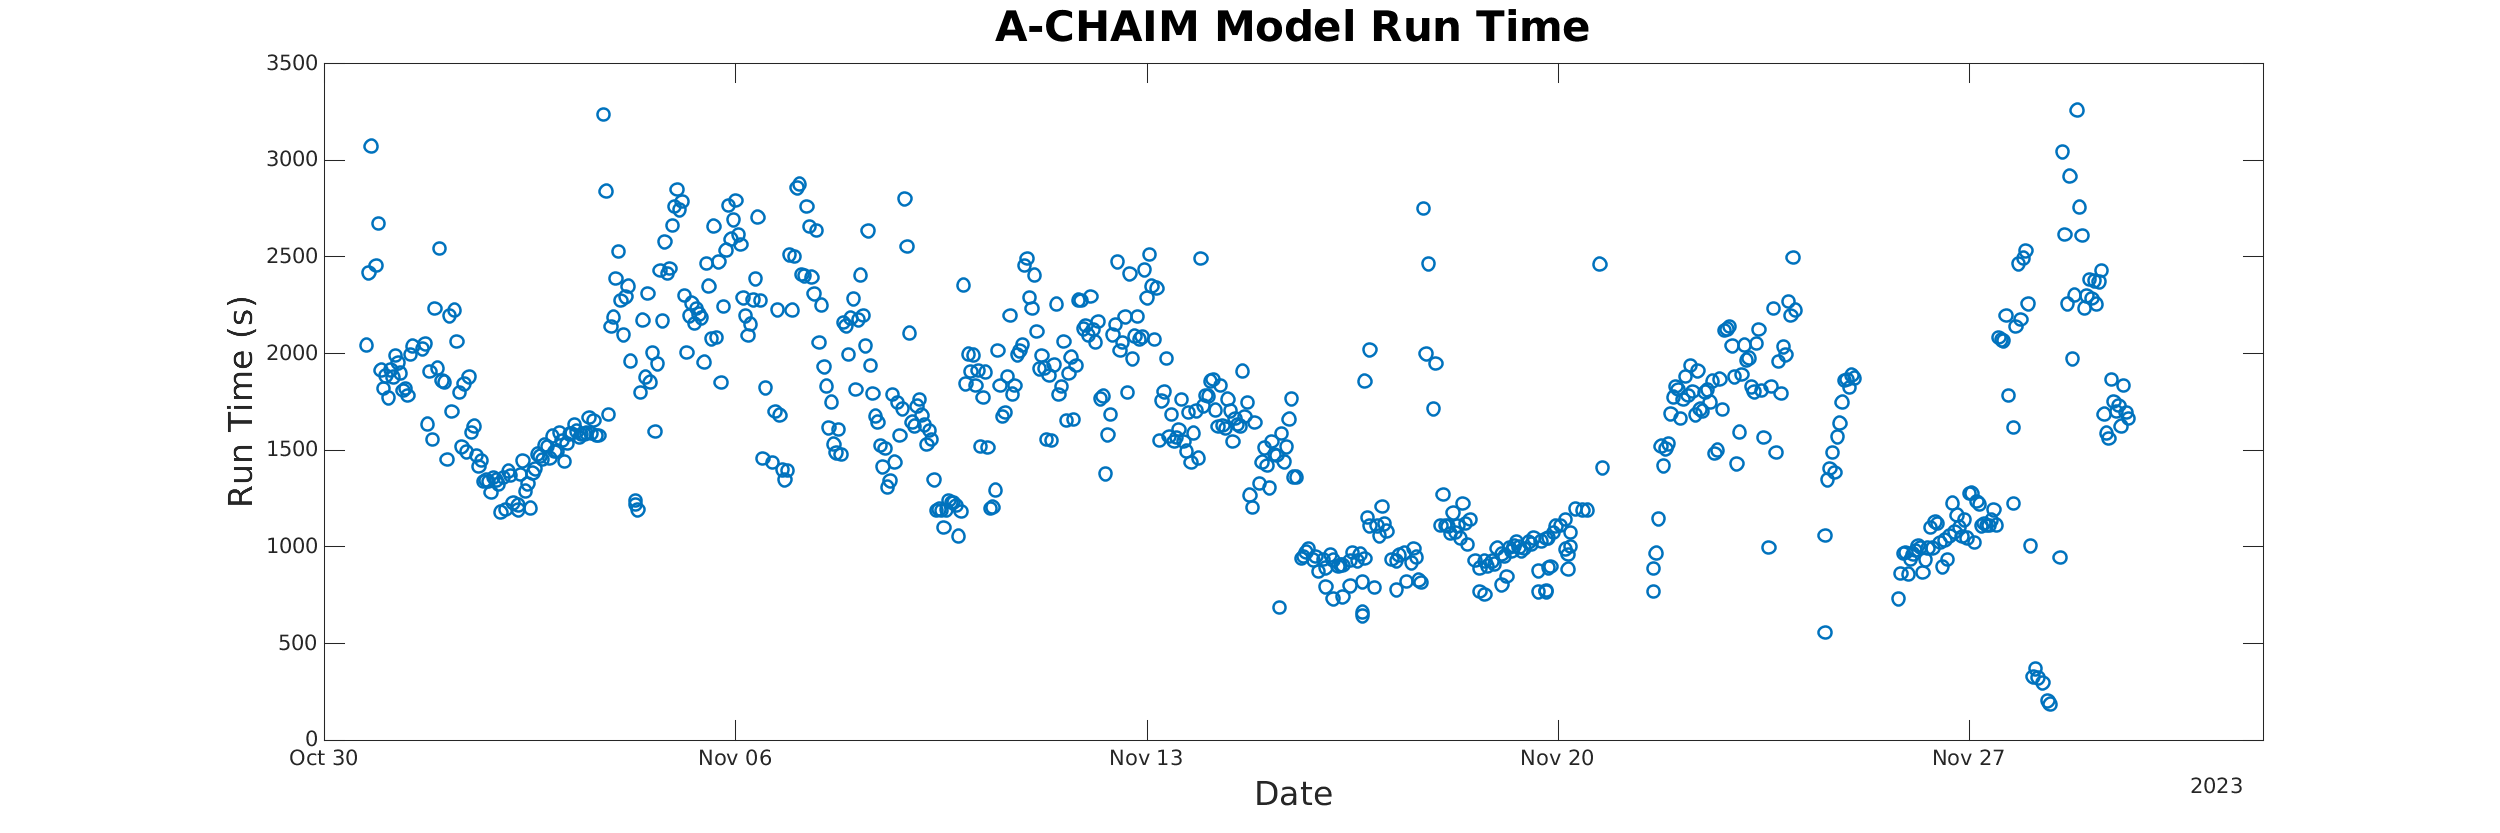 A-CHAIM Model Run Time
3500
3000
2500
2000
1500
1000
500
0
Run Time (s)
Oct 30 Nov 06 Nov 13 Nov 20 Nov 27
2023
Date